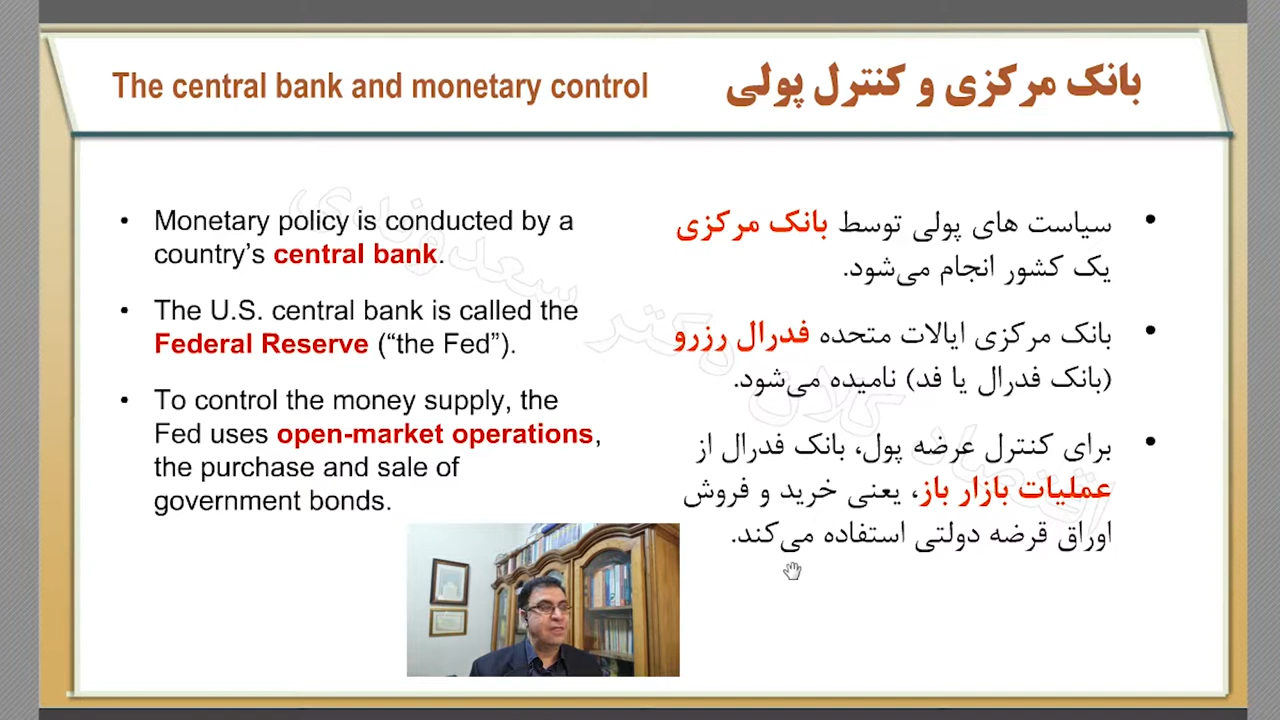 The central bank and monetary control
بانک مرکزی و کنترل پولی
• Monetary policy is conducted by a
country’s central bank.
• The U.S. central bank is called the
Federal Reserve (“the Fed”).
• To control the money supply, the
Fed uses open-market operations,
the purchase and sale of
government bonds.
• سیاست های پولی توسط بانک مرکزی
یک کشور انجام می‌شود.
• بانک مرکزی ایالات متحده فدرال رزرو
(بانک فدرال یا فد) نامیده می‌شود.
• برای کنترل عرضه پول، بانک فدرال از
عملیات بازار باز، یعنی خرید و فروش
اوراق قرضه دولتی استفاده می‌کند.
اقتصاد کلان دکتر سعدوندی